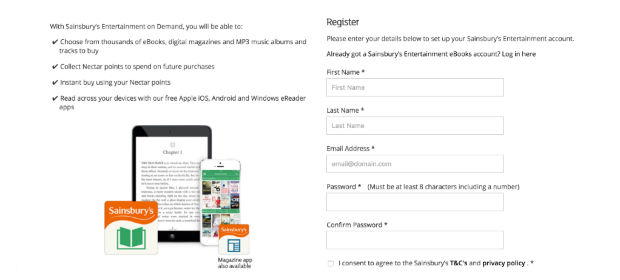 With Sainsbury's Entertainment on Demand, you will be able to:
✔ Choose from thousands of eBooks, digital magazines and MP3 music albums and
tracks to buy
✔ Collect Nectar points to spend on future purchases
✔ Instant buy using your Nectar points
✔ Read across your devices with our free Apple iOS, Android and Windows eReader
apps
Chapter 1
Sainsbury's
Sainsbury's
Magazine app
also available
Register
Please enter your details below to set up your Sainsbury's Entertainment account.
Already got a Sainsbury's Entertainment eBooks account? Log in here
First Name *
First Name
Last Name *
Last Name
Email Address *
email@domain.com
Password * (Must be at least 8 characters including a number)
Confirm Password *
I consent to agree to the Sainsbury's T&C's and privacy policy . *